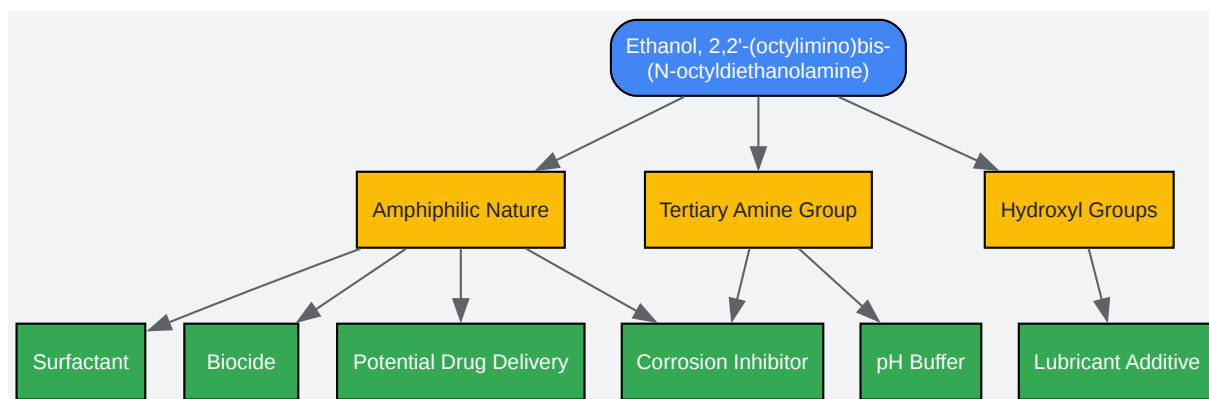 Ethanol, 2,2'-(octylimino)bis-
(N-octyldiethanolamine)
Amphiphilic Nature
Tertiary Amine Group
Hydroxyl Groups
Surfactant
Biocide
Potential Drug Delivery
Corrosion Inhibitor
pH Buffer
Lubricant Additive